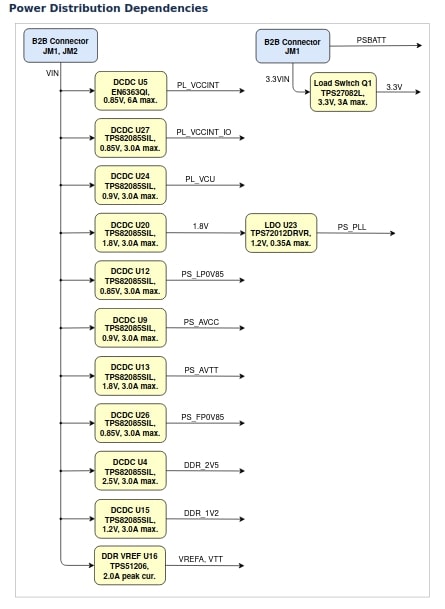 Power Distribution Dependencies
B2B Connector
JM1, JM2
B2B Connector
JM1
PSBATT
VIN
3.3VIN
Load Switch Q1
TPS27082L,
3.3V, 3A max.
3.3V
DCDC U5
EN6363QI,
0.85V, 6A max.
PL_VCCINT
DCDC U27
TPS82085SIL,
0.85V, 3.0A max.
PL_VCCINT_IO
DCDC U24
TPS82085SIL,
0.9V, 3.0A max.
PL_VCU
DCDC U20
TPS82085SIL,
1.8V, 3.0A max.
1.8V
LDO U23
TPS72012DRVR,
1.2V, 0.35A max.
PS_PLL
DCDC U12
TPS82085SIL,
0.85V, 3.0A max.
PS_LP0V85
DCDC U9
TPS82085SIL,
0.9V, 3.0A max.
PS_AVCC
DCDC U13
TPS82085SIL,
1.8V, 3.0A max.
PS_AVTT
DCDC U26
TPS82085SIL,
0.85V, 3.0A max.
PS_FP0V85
DCDC U4
TPS82085SIL,
2.5V, 3.0A max.
DDR_2V5
DCDC U15
TPS82085SIL,
1.2V, 3.0A max.
DDR_1V2
DDR VREF U16
TPS51206,
2.0A peak cur.
VREFA, VTT